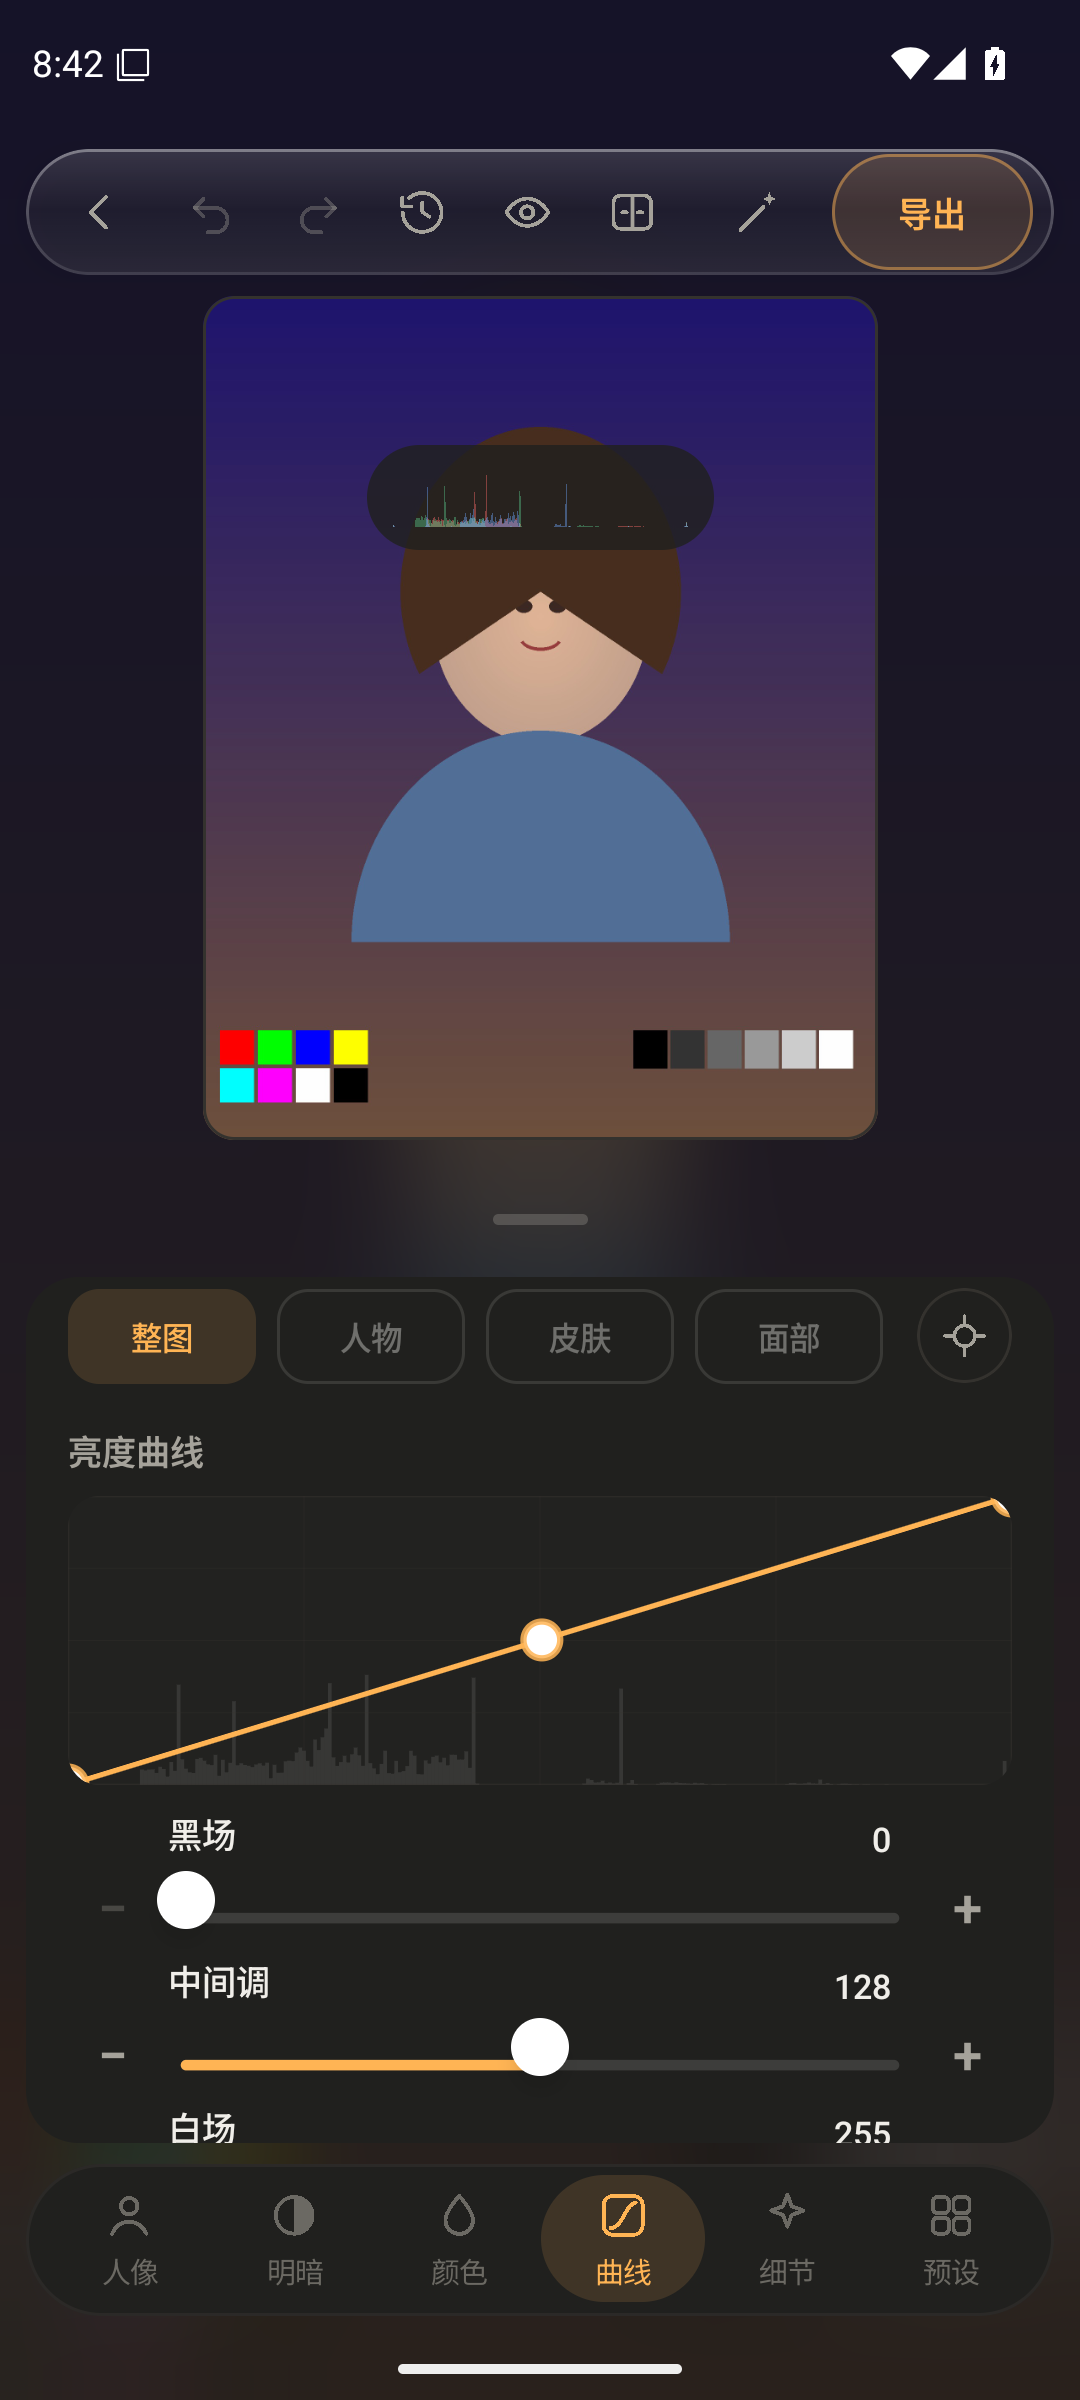 8:42
导出
整图 人物 皮肤 面部
亮度曲线
黑场 0
中间调 128
白场 255
人像 明暗 颜色 曲线 细节 预设